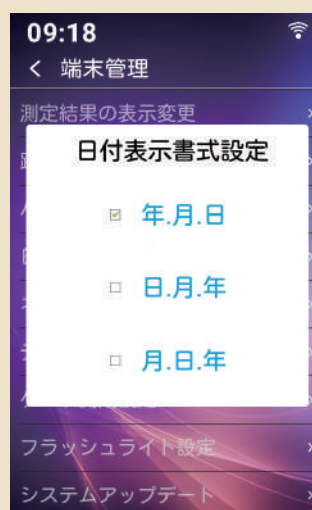 09:18
< 端末管理
測定結果の表示変更
日付表示書式設定
年.月.日
日.月.年
月.日.年
フラッシュライト設定
システムアップデート